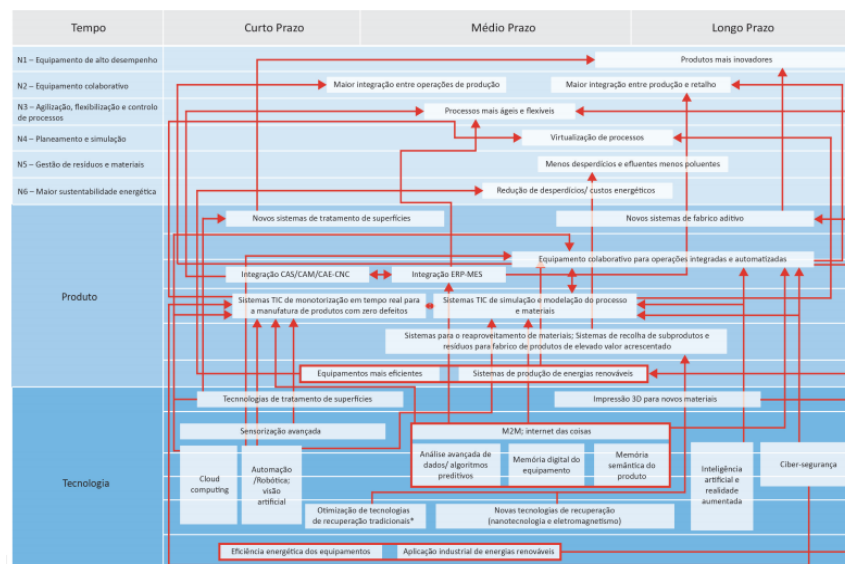 Tempo
Curto Prazo
Médio Prazo
Longo Prazo
N1 – Equipamento de alto desempenho
Produtos mais inovadores
N2 – Equipamento colaborativo
Maior integração entre operações de produção
Maior integração entre produção e retalho
N3 – Agilização, flexibilização e controlo
de processos
Processos mais ágeis e flexíveis
N4 – Planeamento e simulação
Virtualização de processos
N5 – Gestão de resíduos e materiais
Menos desperdícios e efluentes menos poluentes
N6 – Maior sustentabilidade energética
Redução de desperdícios/ custos energéticos
Produto
Novos sistemas de tratamento de superfícies
Novos sistemas de fabrico aditivo
Equipamento colaborativo para operações integradas e automatizadas
Integração CAS/CAM/CAE-CNC
Integração ERP-MES
Sistemas TIC de monotorização em tempo real para
a manufatura de produtos com zero defeitos
Sistemas TIC de simulação e modelação do processo
e materiais
Sistemas para o reaproveitamento de materiais; Sistemas de recolha de subprodutos e
resíduos para fabrico de produtos de elevado valor acrescentado
Equipamentos mais eficientes
Sistemas de produção de energias renováveis
Tecnologia
Tecnnologias de tratamento de superfícies
Impressão 3D para novos materiais
Sensorização avançada
M2M; internet das coisas
Cloud
computing
Automação
/Robótica;
visão
artificial
Análise avançada de
dados/ algoritmos
preditivos
Memória digital do
equipamento
Memória
semântica do
produto
Inteligência
artificial e
realidade
aumentada
Ciber-segurança
Otimização de tecnologias
de recuperação tradicionais*
Novas tecnologias de recuperação
(nanotecnologia e eletromagnetismo)
Eficiência energética dos equipamentos
Aplicação industrial de energias renováveis